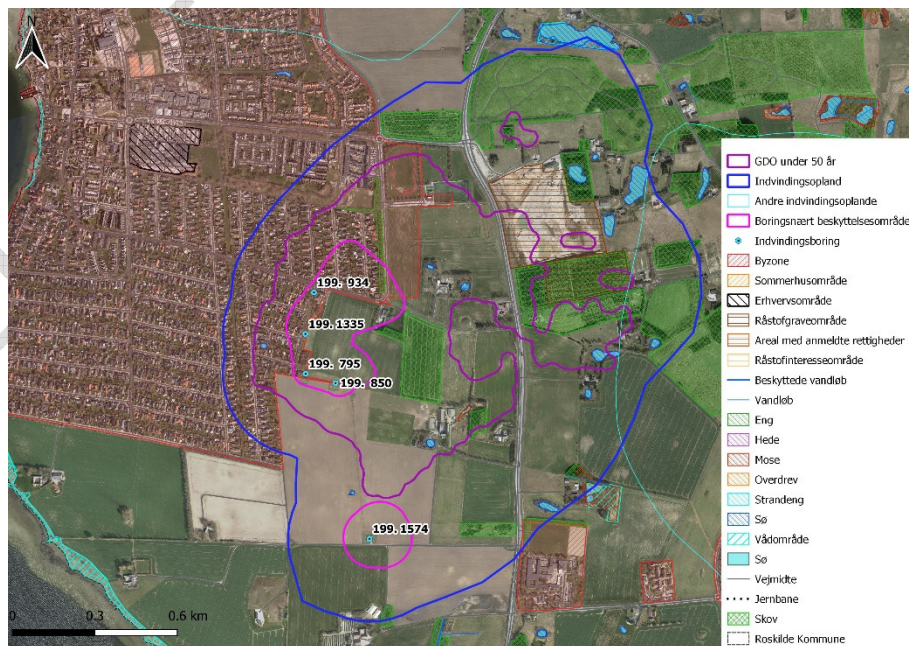 N
199. 934
199. 1335
199. 795
199. 850
199. 1574
0 0.3 0.6 km
GDO under 50 år
Indvindingsopland
Andre indvindingsoplande
Boringsnært beskyttelsesområde
Indvindingsboring
Byzone
Sommerhusområde
Erhvervsområde
Råstofgraveområde
Areal med anmeldte rettigheder
Råstofinteresseområde
Beskyttede vandløb
Vandløb
Eng
Hede
Mose
Overdrev
Strandeng
Sø
Vådområde
Sø
Vejmidte
Jernbane
Skov
Roskilde Kommune